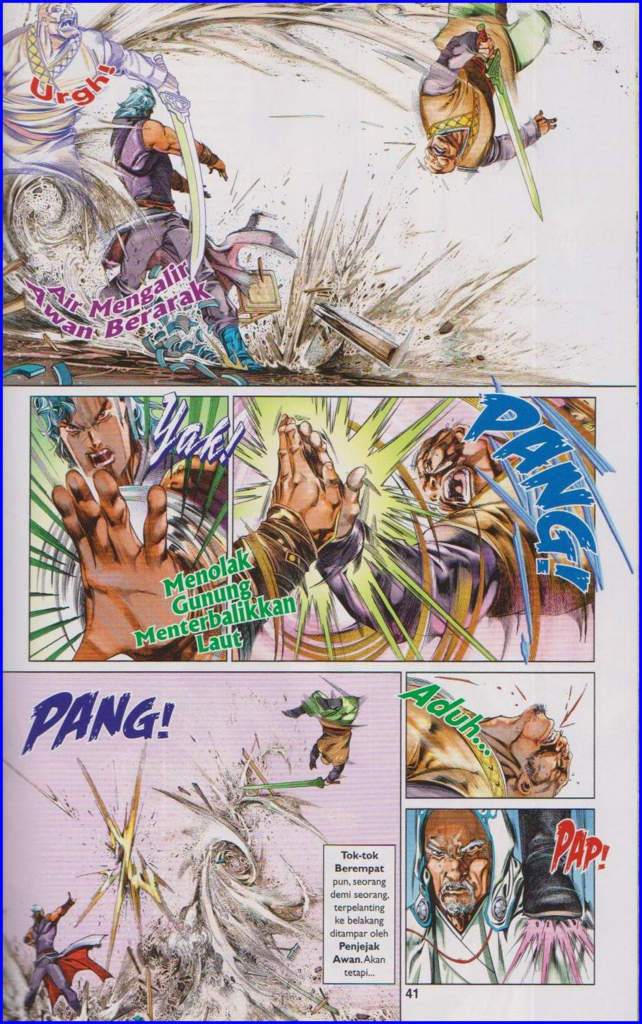 Urgh!
Air Mengalir
Awan Berarak
Yak!
PANG!
Menolak
Gunung
Menterbalikkan
Laut
PANG!
Aduh...
Tok-tok
Berempat
pun, seorang
demi seorang,
terpelanting
ke belakang
ditampar oleh
Penjejak
Awan. Akan
tetapi...
PAP!
41